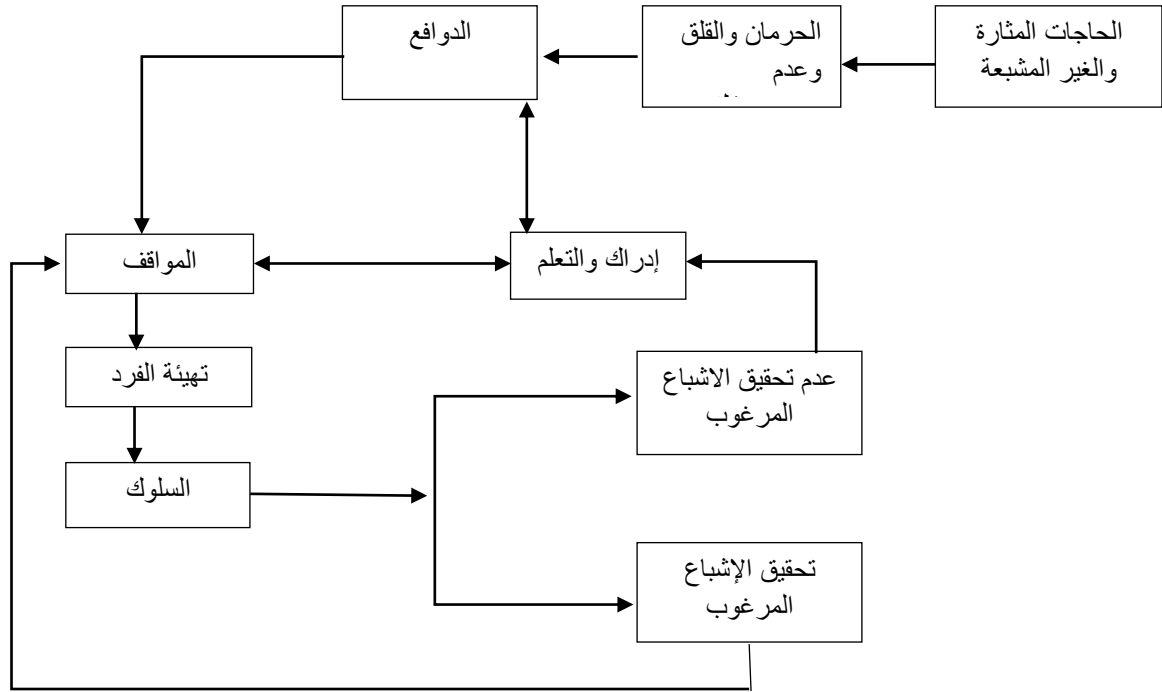 الحاجات المثارة
والغير المشبعة
الحرمان والقلق
وعدم
الدوافع
المواقف
إدراك والتعلم
تهيئة الفرد
عدم تحقيق الاشباع
المرغوب
السلوك
تحقيق الإشباع
المرغوب